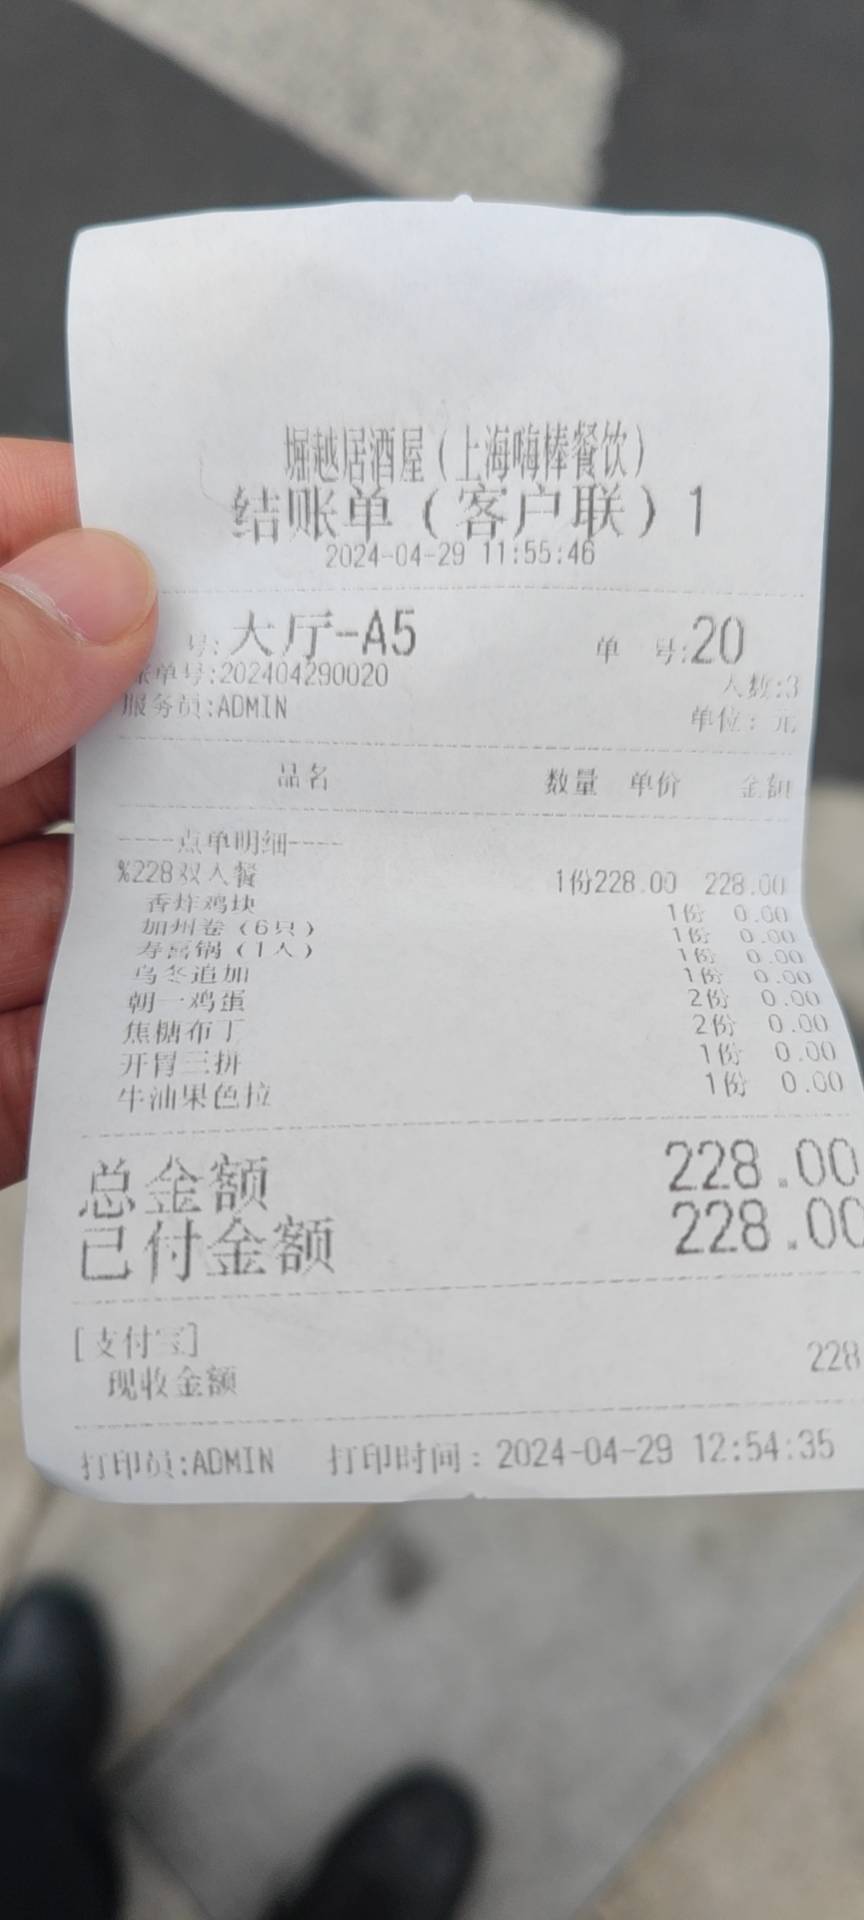 堀越居酒屋（上海嗨棒餐饮）
结账单（客户联）1
2024-04-29 11:55:46
号:大厅-A5 单 号:20
账单号:202404290020 人数:3
服务员:ADMIN 单位: 元
品名 数量 单价 金额
----点单明细----
%228双人餐 1份228.00 228.00
香炸鸡块 1份 0.00
加州卷（6只） 1份 0.00
寿喜锅（1人） 1份 0.00
乌冬追加 1份 0.00
朝一鸡蛋 2份 0.00
焦糖布丁 2份 0.00
开胃三拼 1份 0.00
牛油果色拉 1份 0.00
总金额 228.00
已付金额 228.00
[支付宝]
现收金额 228
打印员:ADMIN 打印时间：2024-04-29 12:54:35